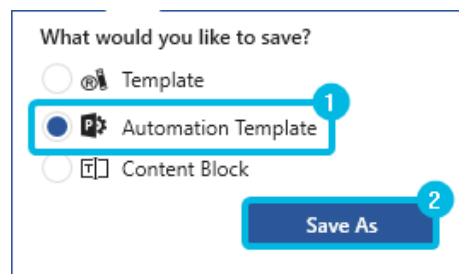 What would you like to save?
® Template
1
P Automation Template
T Content Block
2
Save As